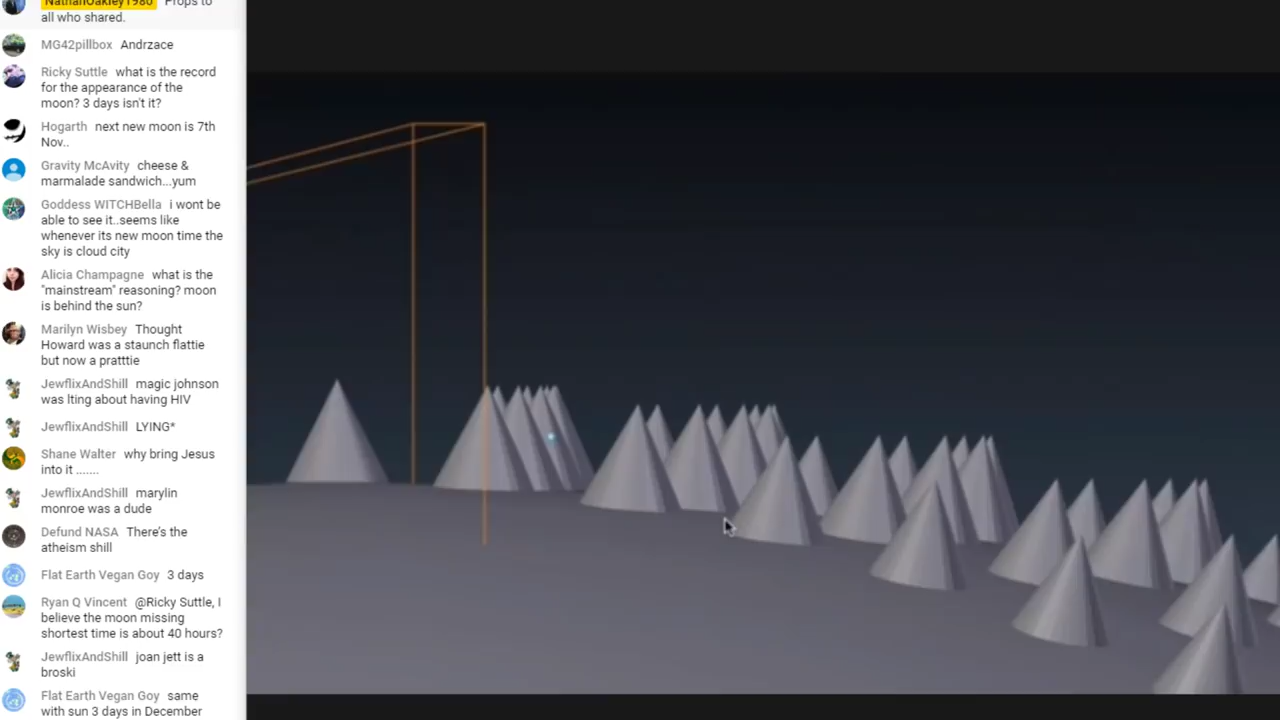 NathanOakley1980 Props to
all who shared.
MG42pillbox Andrzace
Ricky Suttle what is the record
for the appearance of the
moon? 3 days isn't it?
Hogarth next new moon is 7th
Nov..
Gravity McAvity cheese &
marmalade sandwich...yum
Goddess WITCHBella i wont be
able to see it..seems like
whenever its new moon time the
sky is cloud city
Alicia Champagne what is the
"mainstream" reasoning? moon
is behind the sun?
Marilyn Wisbey Thought
Howard was a staunch flattie
but now a pratttie
JewflixAndShill magic johnson
was lting about having HIV
JewflixAndShill LYING*
Shane Walter why bring Jesus
into it .......
JewflixAndShill marylin
monroe was a dude
Defund NASA There's the
atheism shill
Flat Earth Vegan Goy 3 days
Ryan Q Vincent @Ricky Suttle, I
believe the moon missing
shortest time is about 40 hours?
JewflixAndShill joan jett is a
broski
Flat Earth Vegan Goy same
with sun 3 days in December